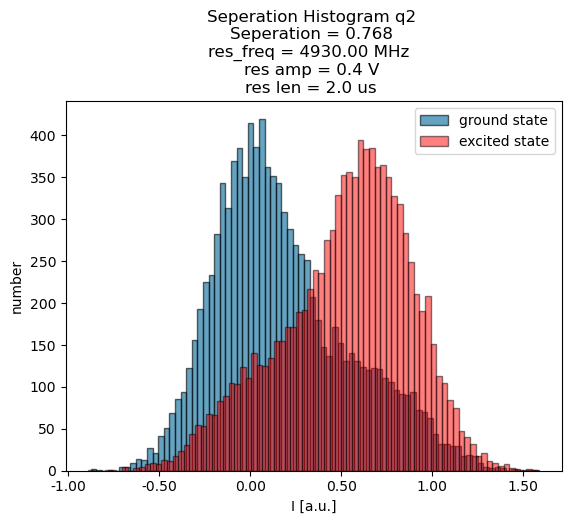 Seperation Histogram q2
Seperation = 0.768
res_freq = 4930.00 MHz
res amp = 0.4 V
res len = 2.0 us
ground state
excited state
number
400
350
300
250
200
150
100
50
0
-1.00
-0.50
0.00
0.50
1.00
1.50
I [a.u.]